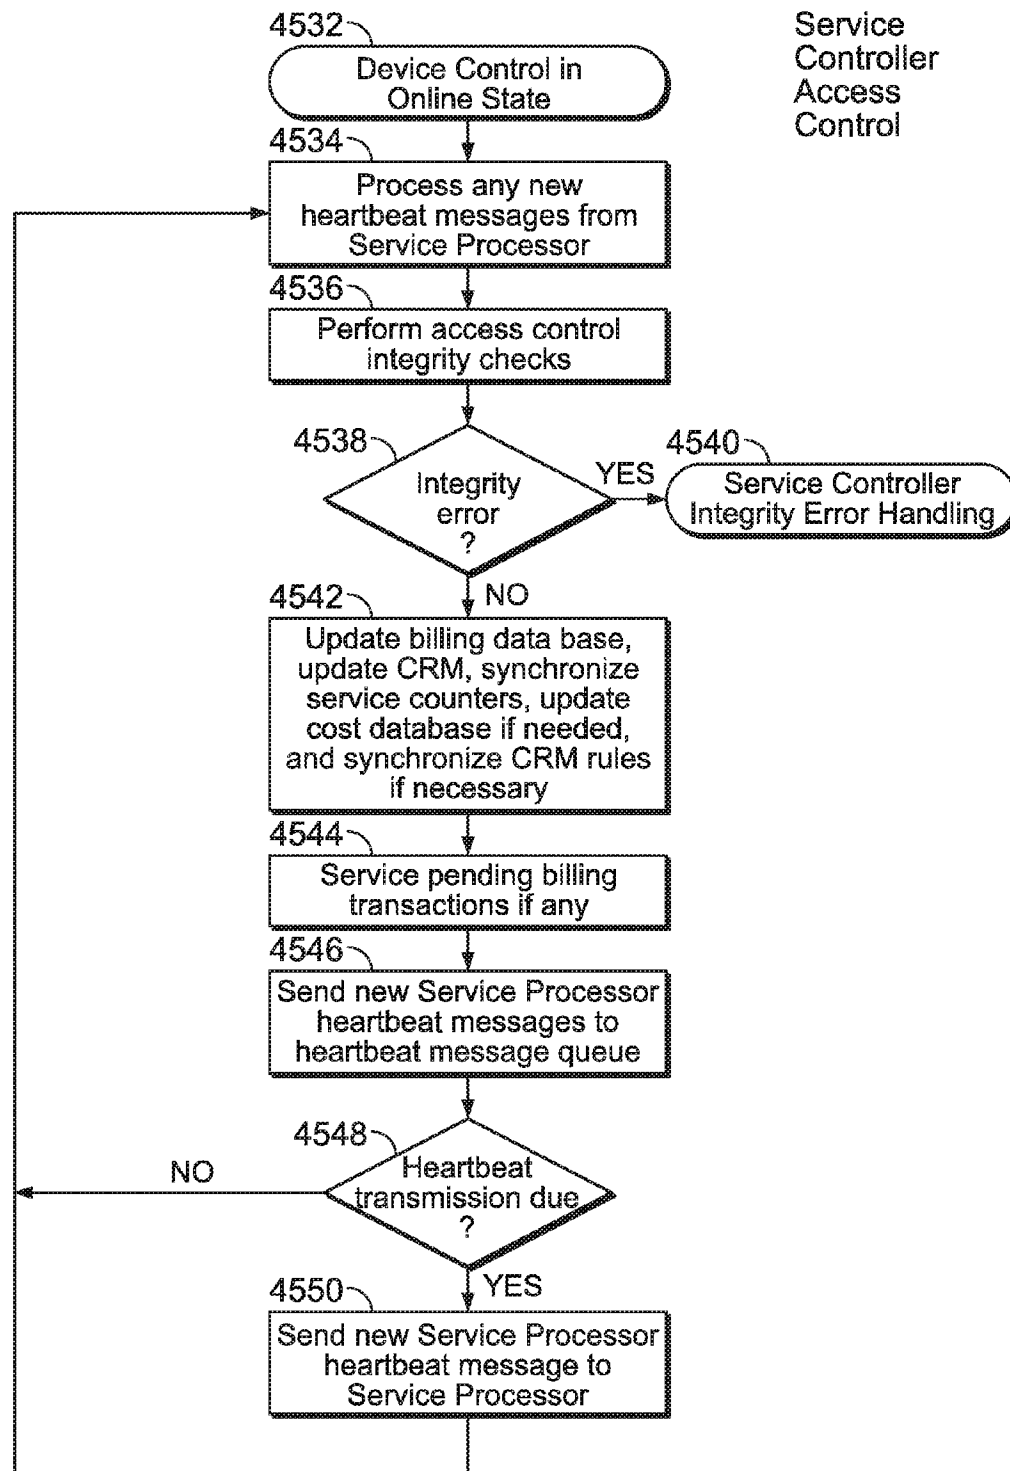 4532
Service
Controller
Access
Control
Device Control in
Online State
4534
Process any new
heartbeat messages from
Service Processor
4536
Perform access control
integrity checks
4538
Integrity
error
?
YES
4540
Service Controller
Integrity Error Handling
NO
4542
Update billing data base,
update CRM, synchronize
service counters, update
cost database if needed,
and synchronize CRM rules
if necessary
4544
Service pending billing
transactions if any
4546
Send new Service Processor
heartbeat messages to
heartbeat message queue
4548
Heartbeat
transmission due
?
NO
YES
4550
Send new Service Processor
heartbeat message to
Service Processor